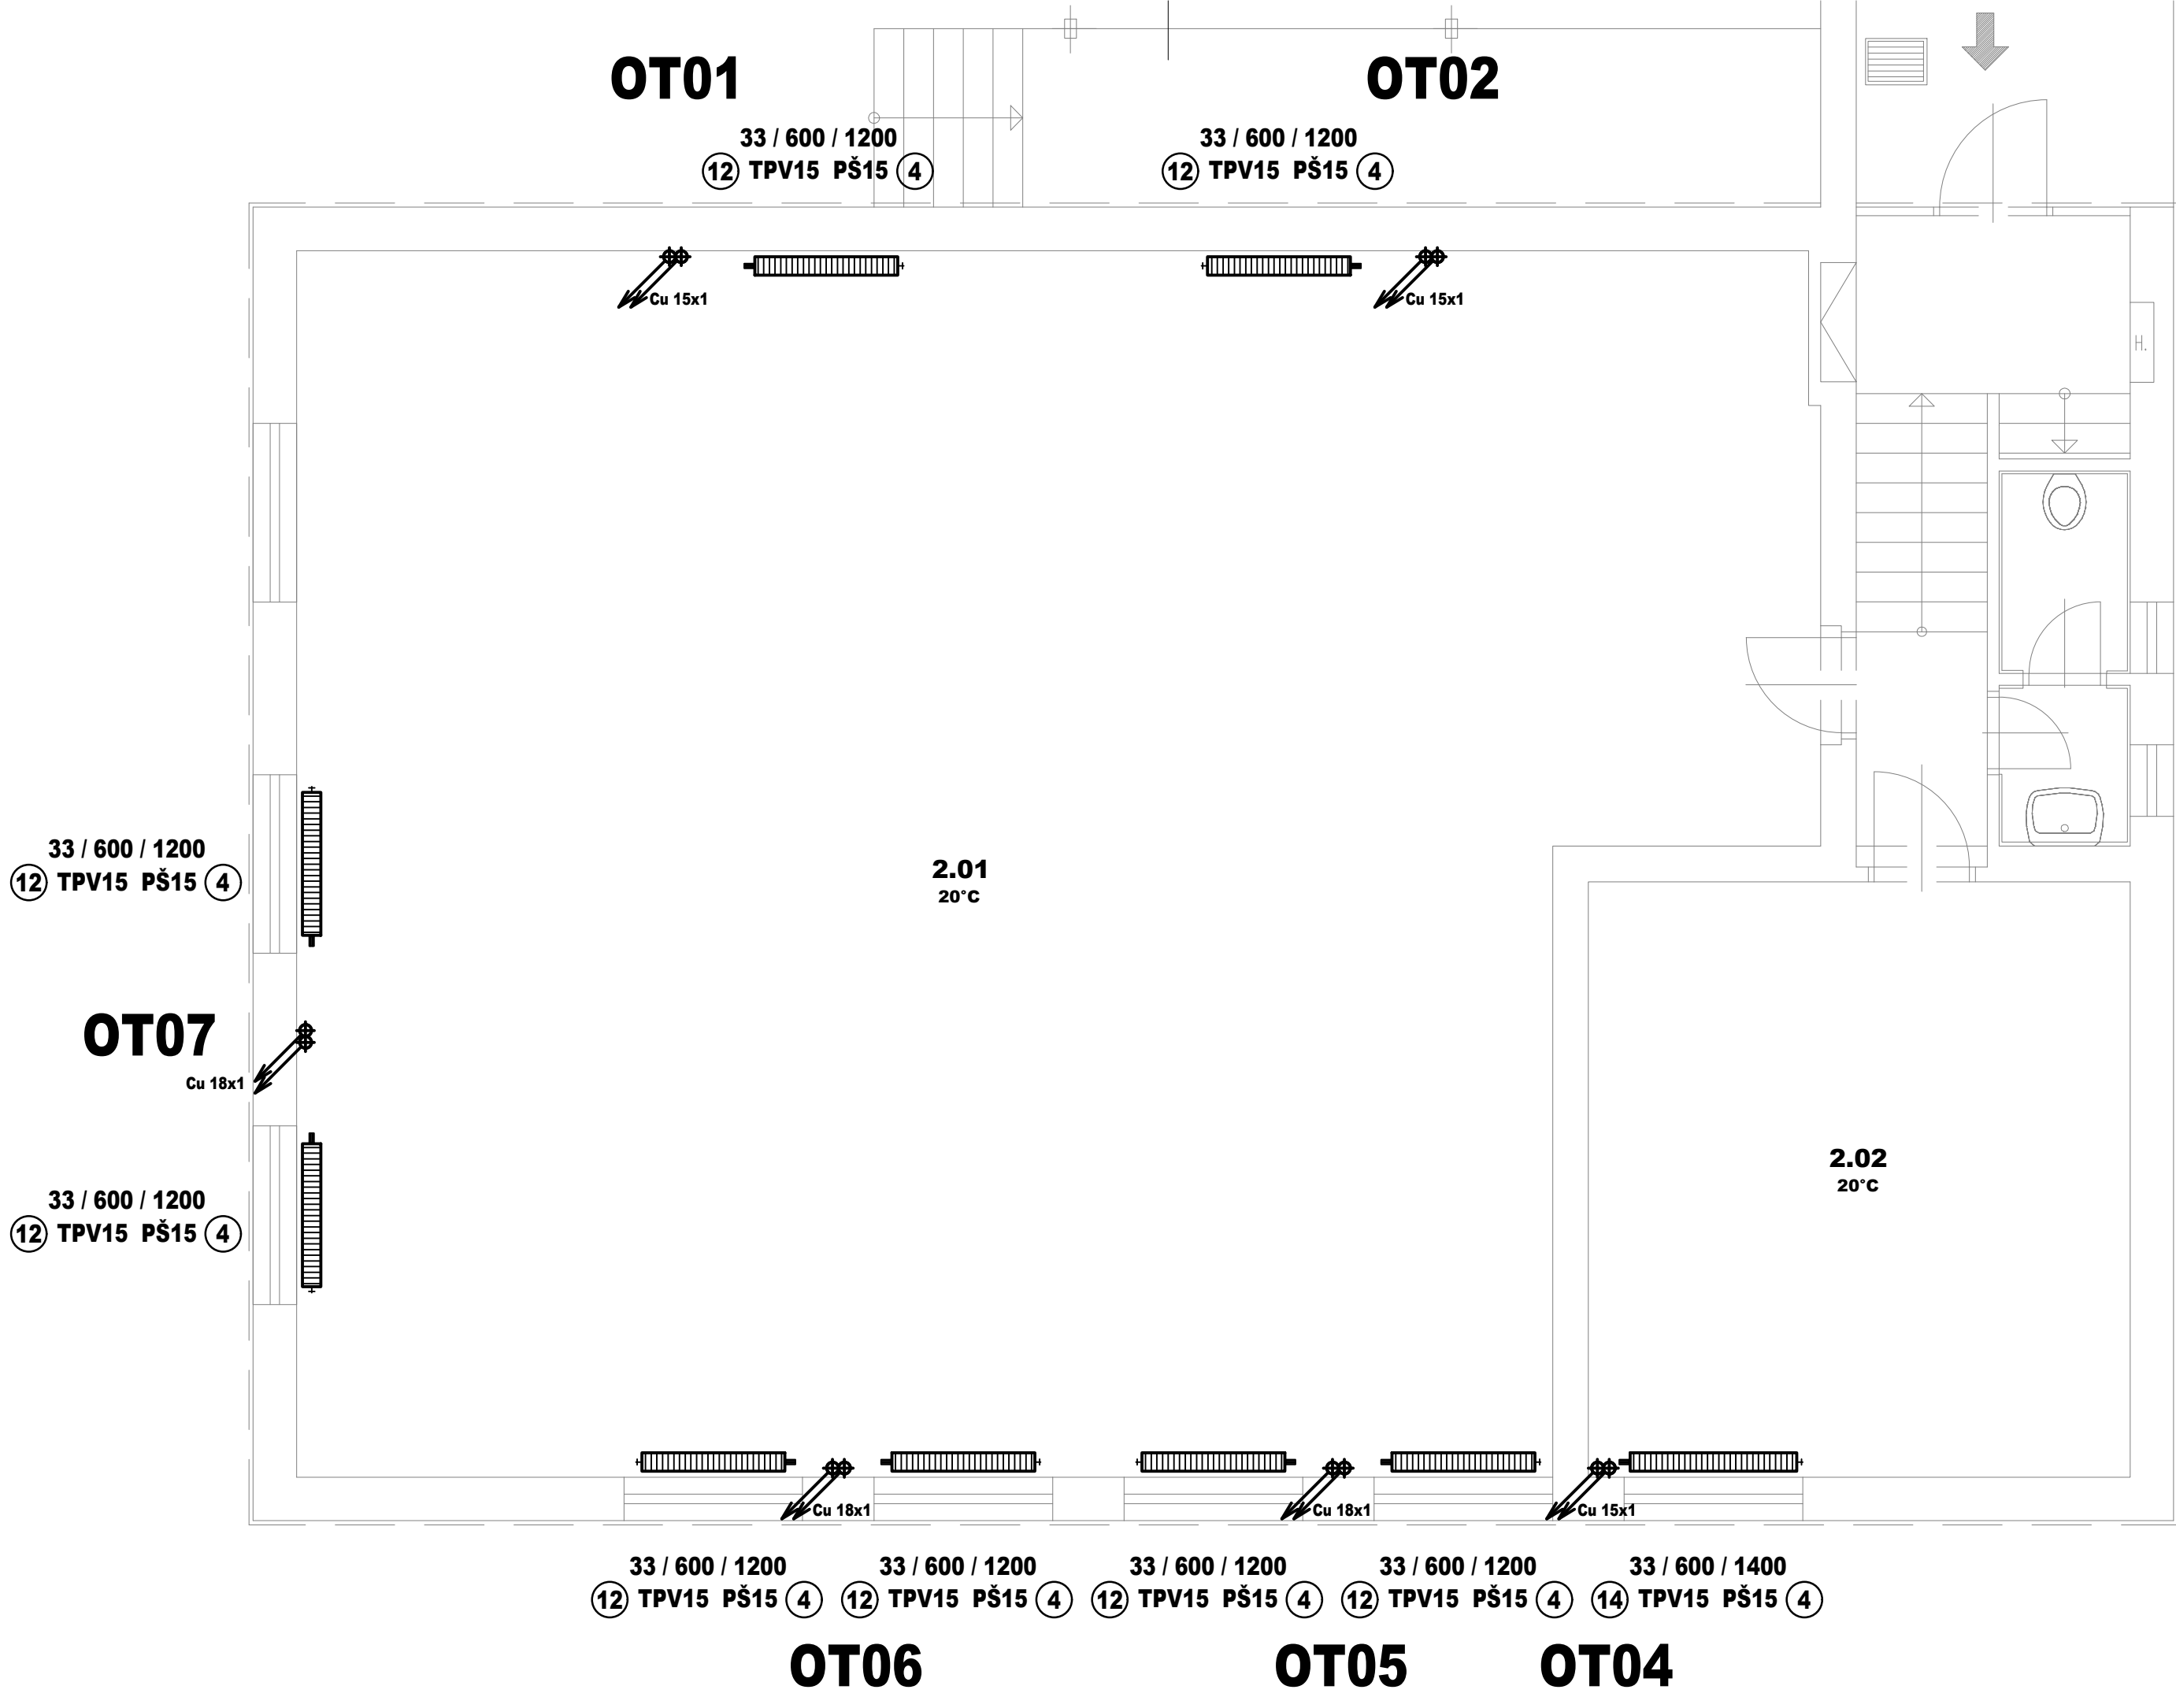 OT01
OT02
33 / 600 / 1200
12 TPV15 PŠ15 4
33 / 600 / 1200
12 TPV15 PŠ15 4
Cu 15x1
Cu 15x1
H.
33 / 600 / 1200
12 TPV15 PŠ15 4
2.01
20°C
OT07
Cu 18x1
33 / 600 / 1200
12 TPV15 PŠ15 4
2.02
20°C
Cu 18x1
Cu 18x1
Cu 15x1
33 / 600 / 1200
12 TPV15 PŠ15 4
33 / 600 / 1200
12 TPV15 PŠ15 4
33 / 600 / 1200
12 TPV15 PŠ15 4
33 / 600 / 1200
12 TPV15 PŠ15 4
33 / 600 / 1400
14 TPV15 PŠ15 4
OT06
OT05
OT04